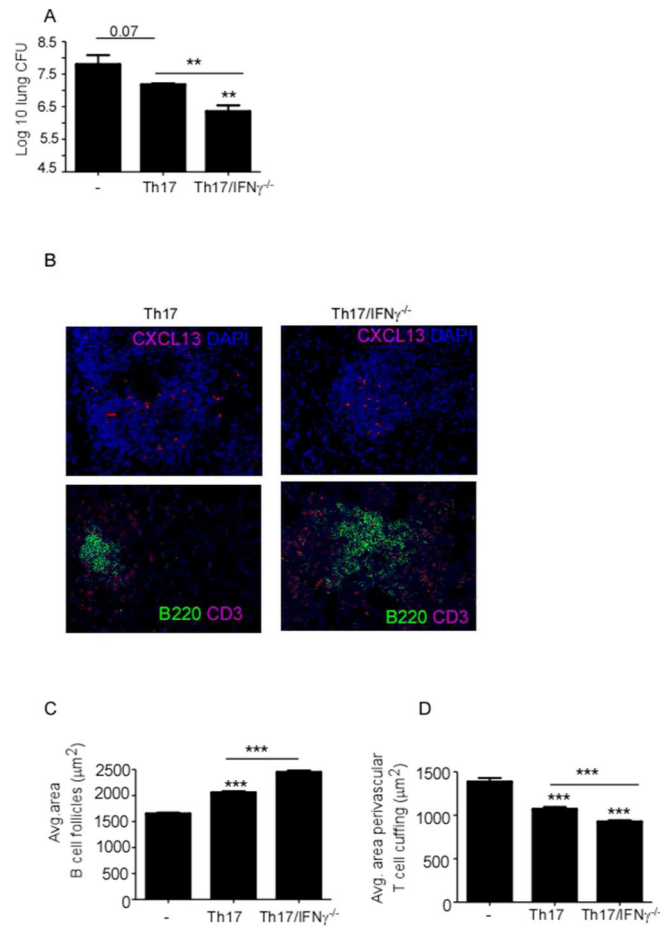 A
0.07
**
**
Log 10 lung CFU
8.5
7.5
6.5
5.5
4.5
- Th17 Th17/IFNγ-/-
B
Th17 Th17/IFNγ-/-
CXCL13 DAPI CXCL13 DAPI
B220 CD3 B220 CD3
C
***
***
Avg.area
B cell follicles (μm²)
2500
2000
1500
1000
500
0
- Th17 Th17/IFNγ-/-
D
***
***
***
Avg. area perivascular
T cell cuffing (μm²)
1500
1000
500
0
- Th17 Th17/IFNγ-/-